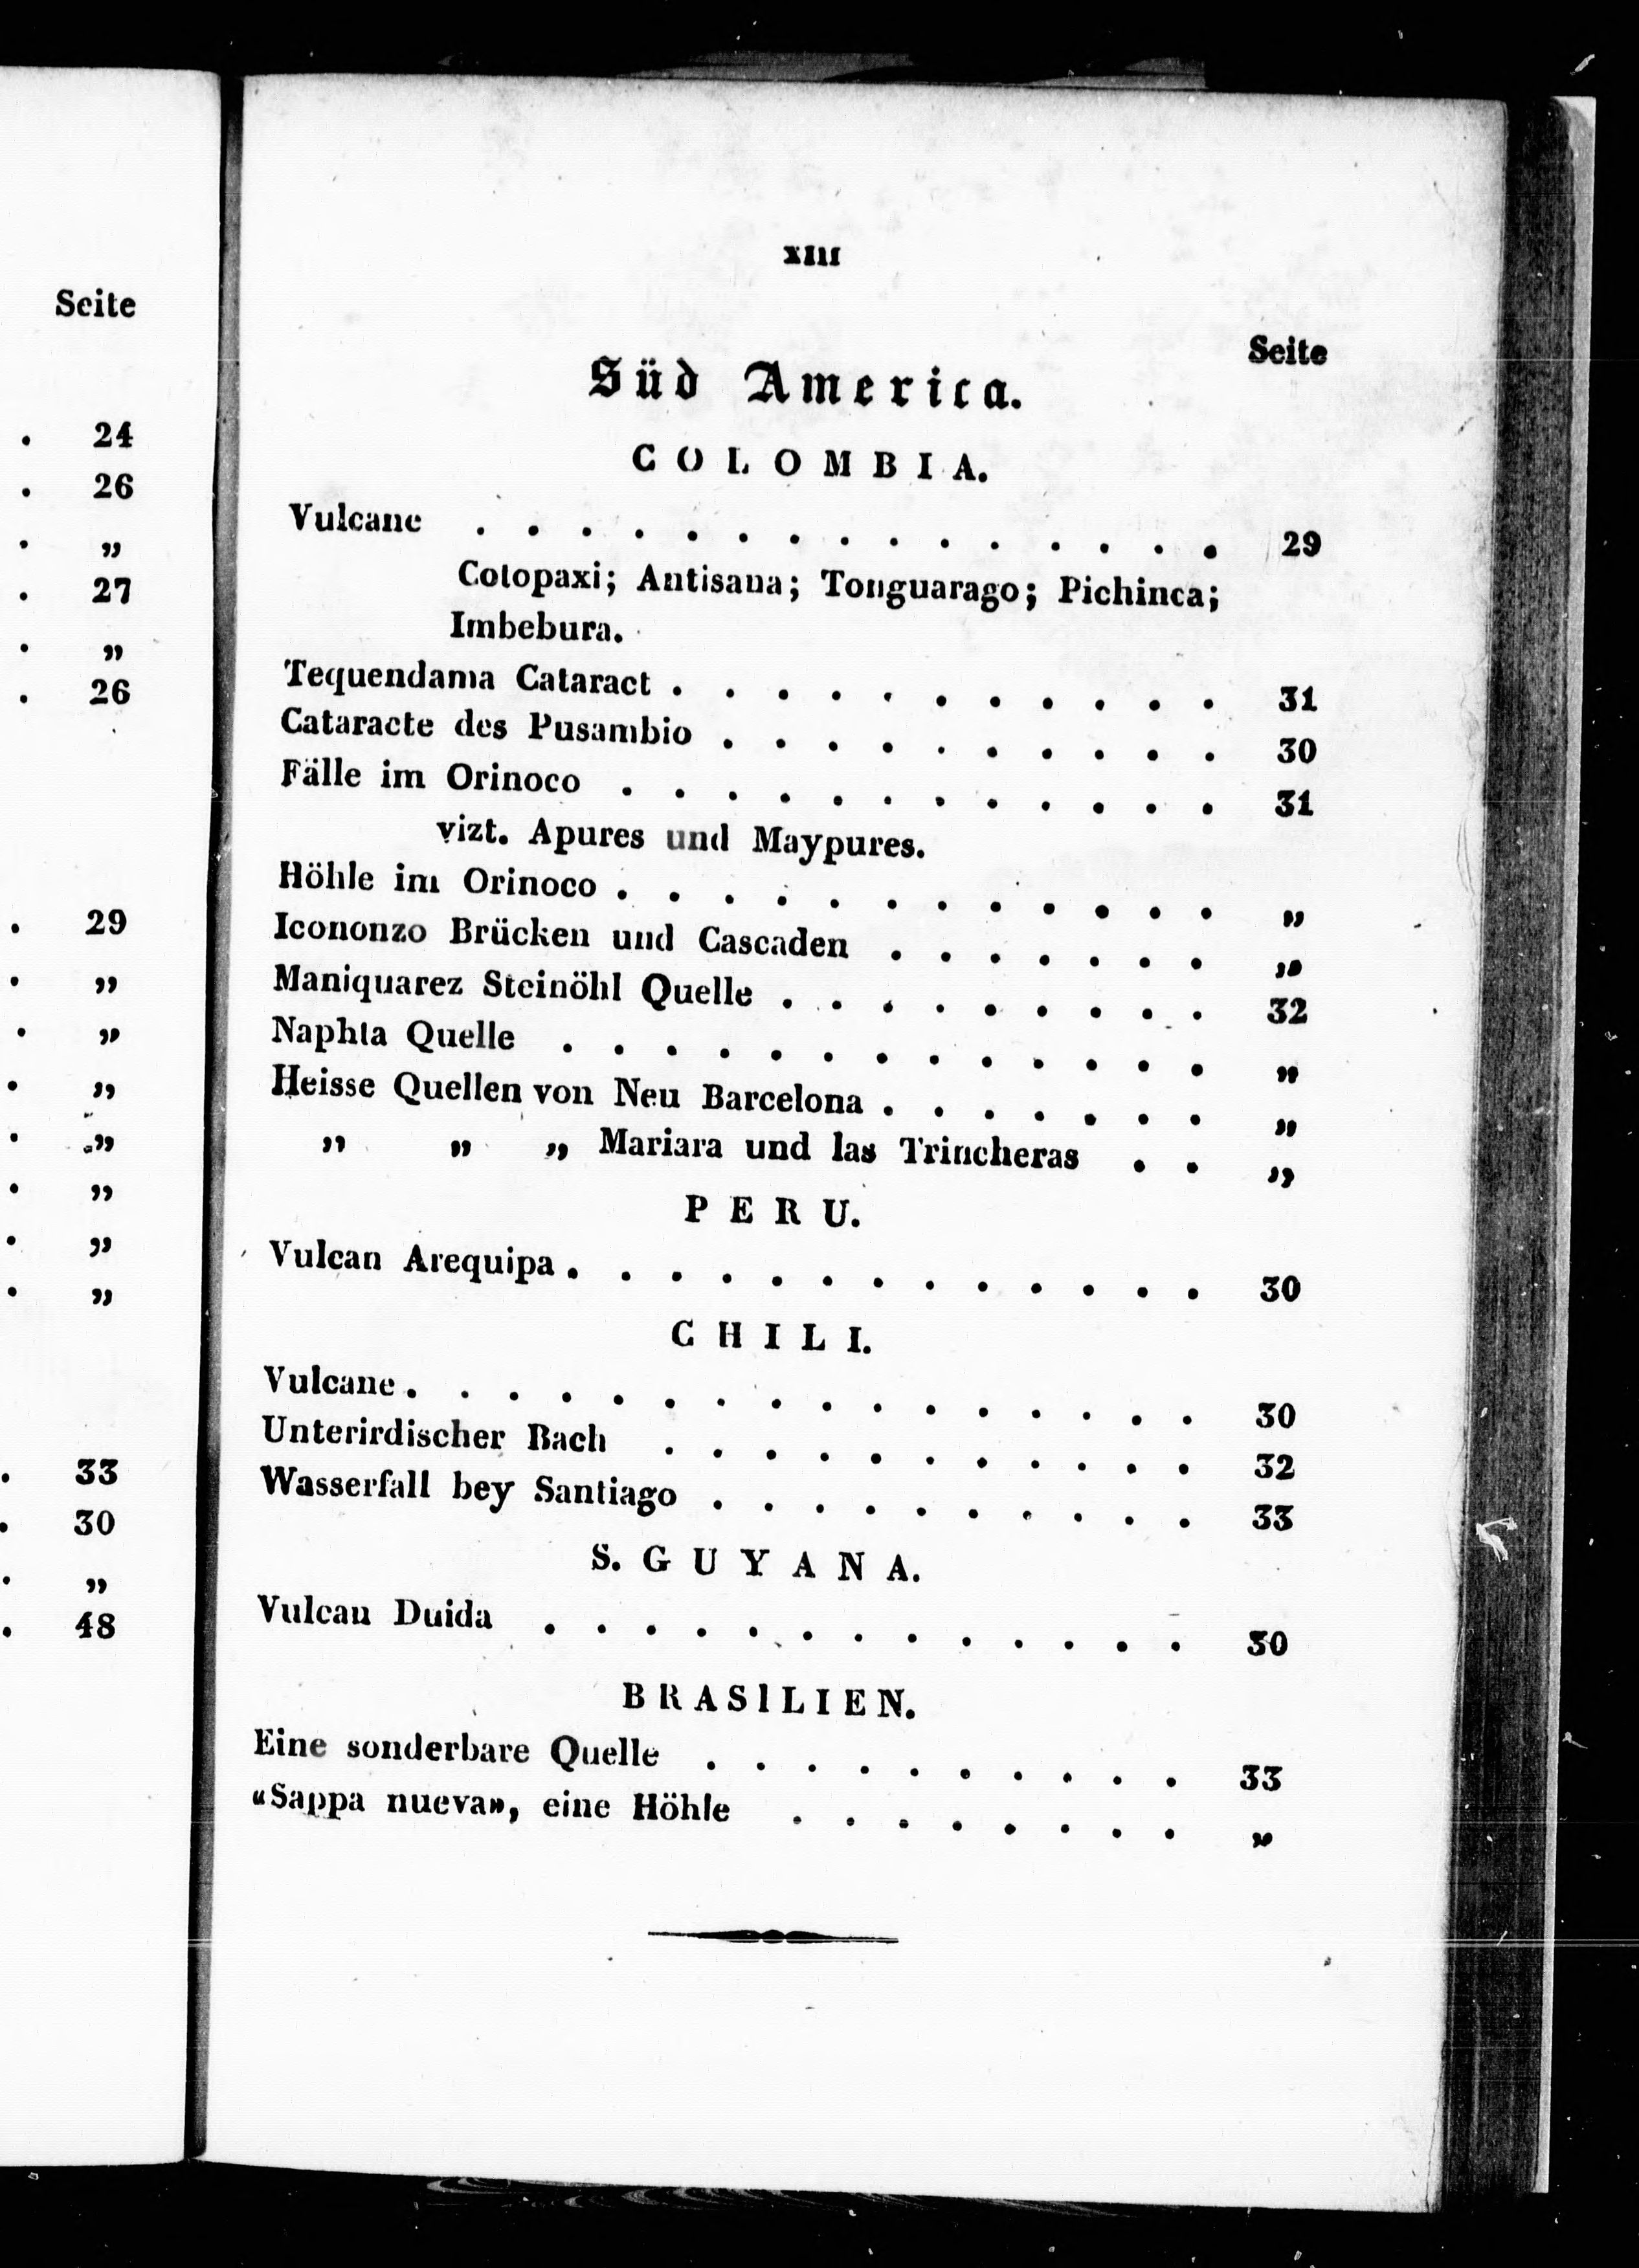 Seite
. 24
. 26
. „
. 27
. „
. 26
. 29
. „
. „
. „
. „
. „
. „
. „
. 33
. 30
. „
. 48
XIII
Seite
Süd America.
COLOMBIA.
Vulcane . . . . . . . . . . . . . . . 29
Cotopaxi; Antisana; Tonguarago; Pichinca;
Imbebura.
Tequendama Cataract . . . . . . . . . . . 31
Cataracte des Pusambio . . . . . . . . . . 30
Fälle im Orinoco . . . . . . . . . . . . 31
vizt. Apures und Maypures.
Höhle im Orinoco . . . . . . . . . . . . „
Icononzo Brücken und Cascaden . . . . . . . „
Maniquarez Steinöhl Quelle . . . . . . . . . 32
Naphta Quelle . . . . . . . . . . . . . „
Heisse Quellen von Neu Barcelona . . . . . . . „
„ „ „ Mariara und las Trincheras . . „
PERU.
Vulcan Arequipa . . . . . . . . . . . . . 30
CHILI.
Vulcane . . . . . . . . . . . . . . . . 30
Unterirdischer Bach . . . . . . . . . . . 32
Wasserfall bey Santiago . . . . . . . . . . 33
S. GUYANA.
Vulcan Duida . . . . . . . . . . . . . 30
BRASILIEN.
Eine sonderbare Quelle . . . . . . . . . . 33
«Sappa nueva», eine Höhle . . . . . . . . „